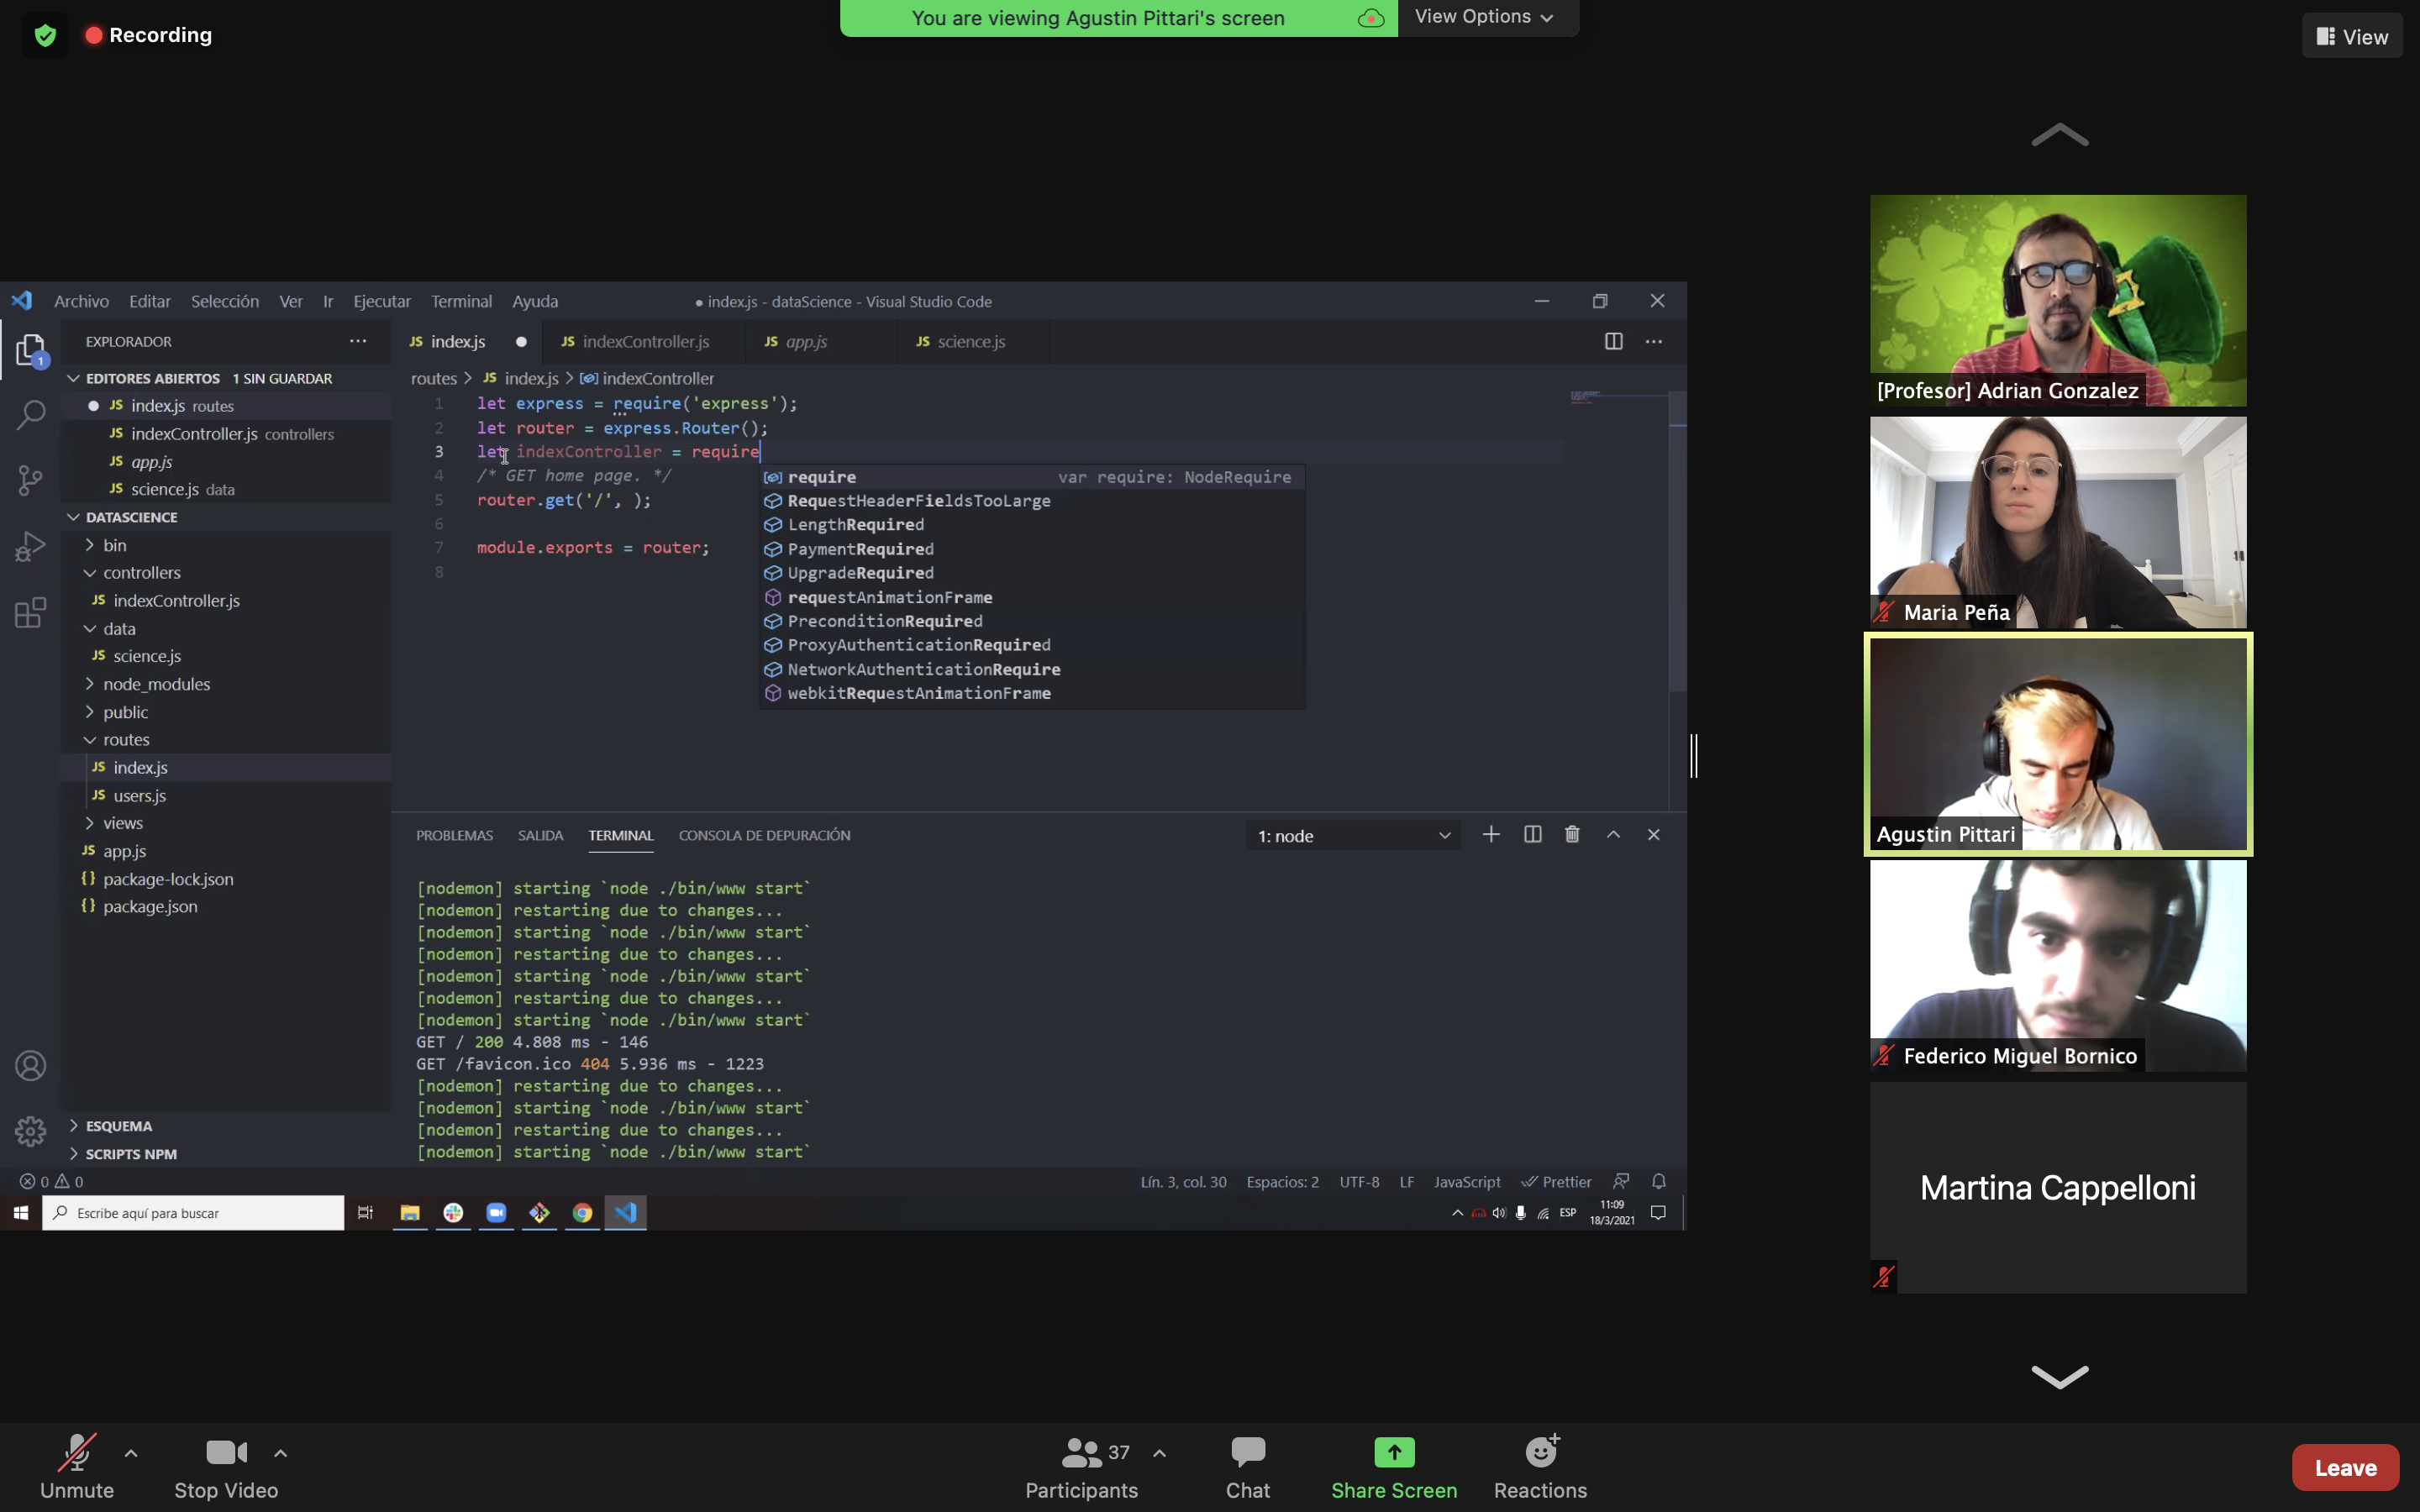 Recording
You are viewing Agustin Pittari's screen
View Options
View
Archivo Editar Selección Ver Ir Ejecutar Terminal Ayuda
● index.js - dataScience - Visual Studio Code
EXPLORADOR
EDITORES ABIERTOS 1 SIN GUARDAR
JS index.js routes
JS indexController.js controllers
JS app.js
JS science.js data
DATASCIENCE
bin
controllers
JS indexController.js
data
JS science.js
node_modules
public
routes
JS index.js
JS users.js
views
JS app.js
{} package-lock.json
{} package.json
ESQUEMA
SCRIPTS NPM
1
JS index.js
JS indexController.js
JS app.js
JS science.js
routes > JS index.js > indexController
1 let express = require('express');
2 let router = express.Router();
3 let indexController = require
4 /* GET home page. */
5 router.get('/', );
6
7 module.exports = router;
8
require var require: NodeRequire
RequestHeaderFieldsTooLarge
LengthRequired
PaymentRequired
UpgradeRequired
requestAnimationFrame
PreconditionRequired
ProxyAuthenticationRequired
NetworkAuthenticationRequire
webkitRequestAnimationFrame
PROBLEMAS SALIDA TERMINAL CONSOLA DE DEPURACIÓN
1: node
[nodemon] starting `node ./bin/www start`
[nodemon] restarting due to changes...
[nodemon] starting `node ./bin/www start`
[nodemon] restarting due to changes...
[nodemon] starting `node ./bin/www start`
[nodemon] restarting due to changes...
[nodemon] starting `node ./bin/www start`
GET / 200 4.808 ms - 146
GET /favicon.ico 404 5.936 ms - 1223
[nodemon] restarting due to changes...
[nodemon] starting `node ./bin/www start`
[nodemon] restarting due to changes...
[nodemon] starting `node ./bin/www start`
0 0
Lín. 3, col. 30 Espacios: 2 UTF-8 LF JavaScript Prettier
Escribe aquí para buscar
ESP
11:09
18/3/2021
[Profesor] Adrian Gonzalez
Maria Peña
Agustin Pittari
Federico Miguel Bornico
Martina Cappelloni
Unmute
Stop Video
37
Participants
Chat
Share Screen
Reactions
Leave